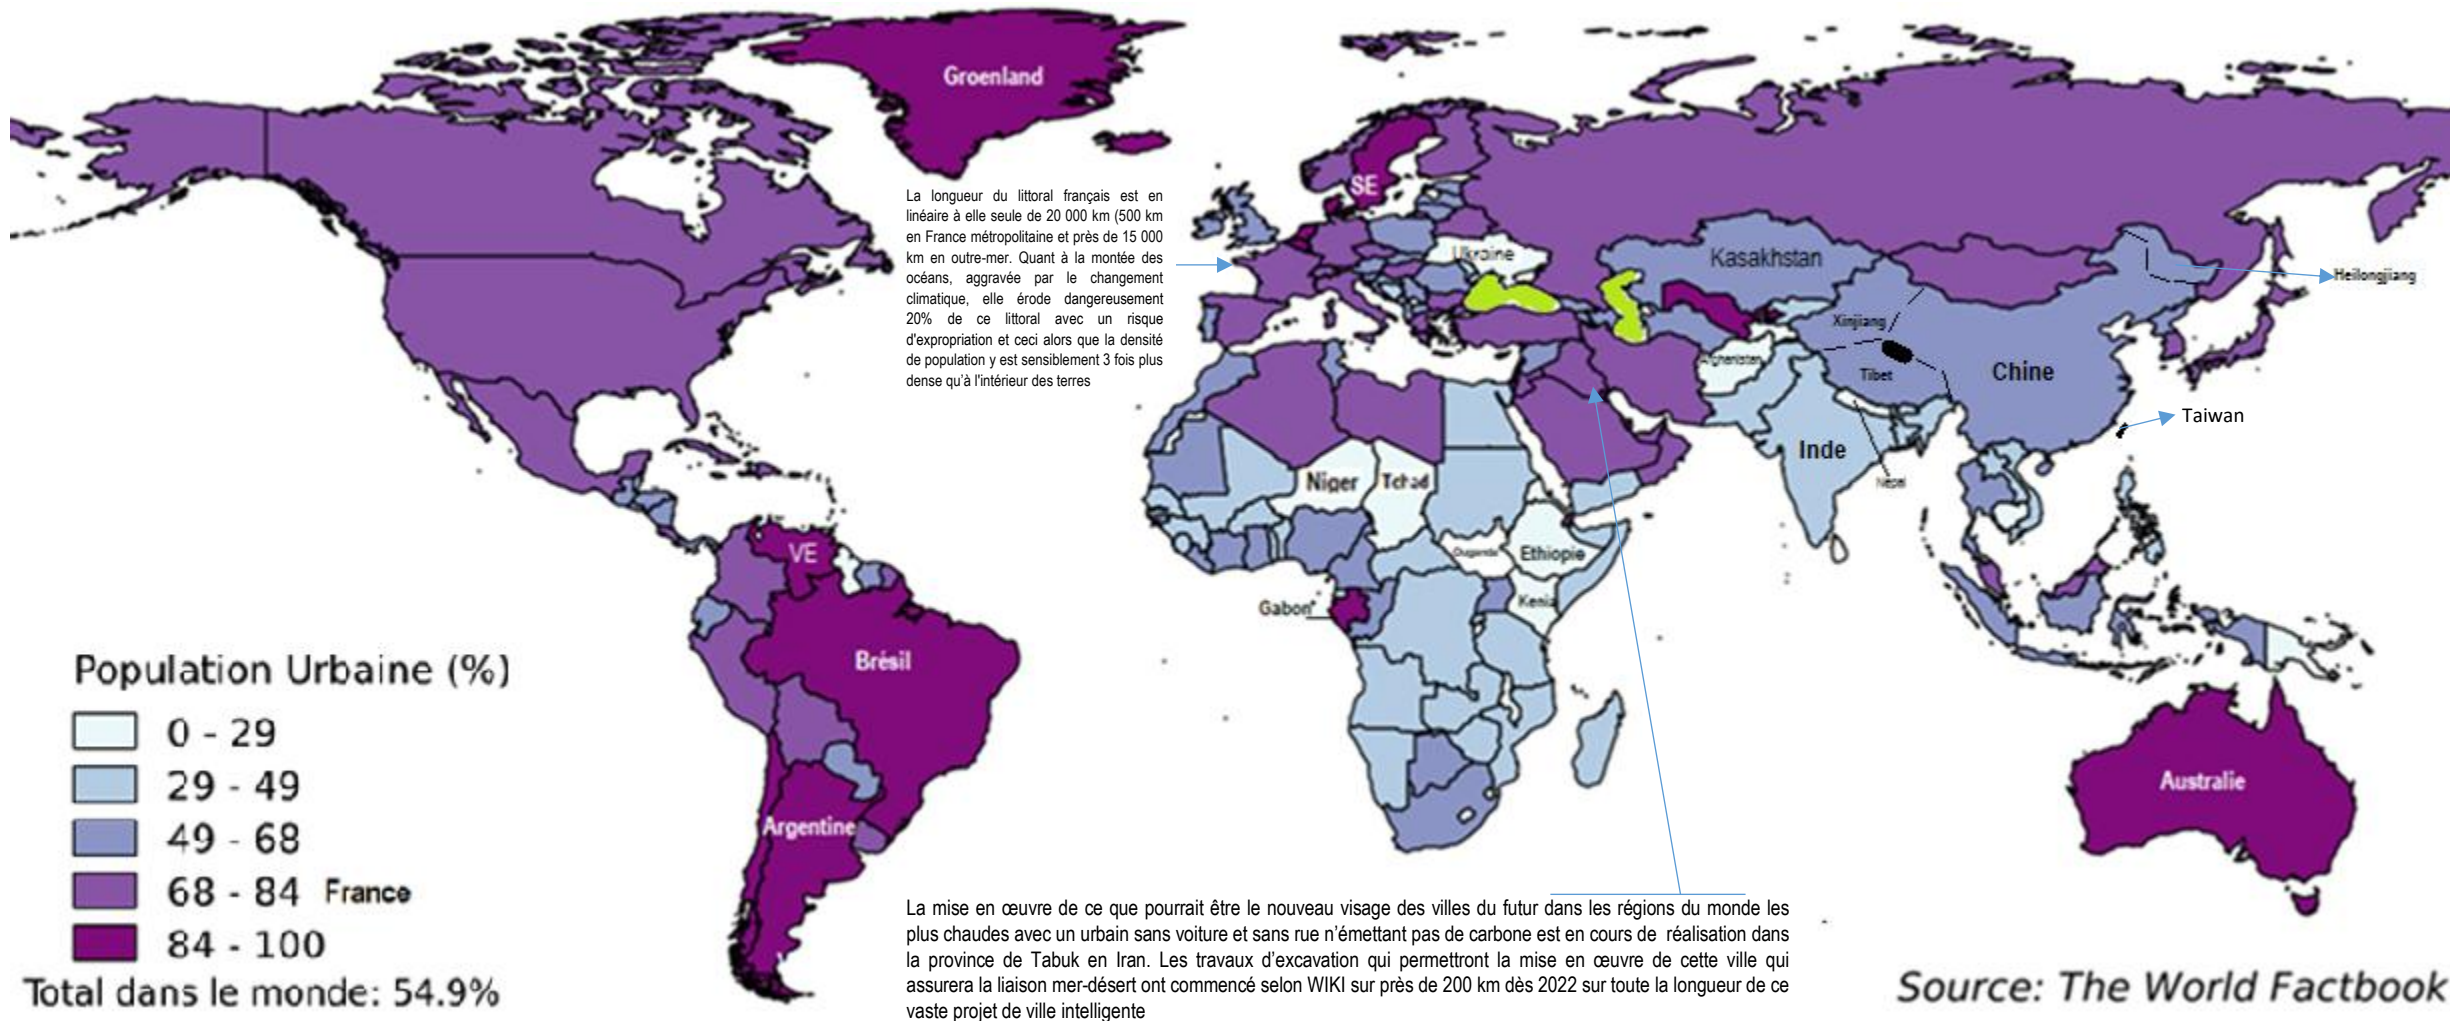 Groenland
La longueur du littoral français est en
linéaire à elle seule de 20 000 km (500 km
en France métropolitaine et près de 15 000
km en outre-mer. Quant à la montée des
océans, aggravée par le changement
climatique, elle érode dangereusement
20% de ce littoral avec un risque
d'expropriation et ceci alors que la densité
de population y est sensiblement 3 fois plus
dense qu'à l'intérieur des terres
SE
Ukraine
Kasakhstan
Heilongjiang
Xinjiang
Afghanistan
Tibet
Chine
Taiwan
Inde
Népal
Niger
Tchad
Ouganda
Ethiopie
Kenia
Gabon
VE
Brésil
Argentine
Australie
Population Urbaine (%)
0 - 29
29 - 49
49 - 68
68 - 84 France
84 - 100
Total dans le monde: 54.9%
La mise en œuvre de ce que pourrait être le nouveau visage des villes du futur dans les régions du monde les
plus chaudes avec un urbain sans voiture et sans rue n'émettant pas de carbone est en cours de réalisation dans
la province de Tabuk en Iran. Les travaux d'excavation qui permettront la mise en œuvre de cette ville qui
assurera la liaison mer-désert ont commencé selon WIKI sur près de 200 km dès 2022 sur toute la longueur de ce
vaste projet de ville intelligente
Source: The World Factbook